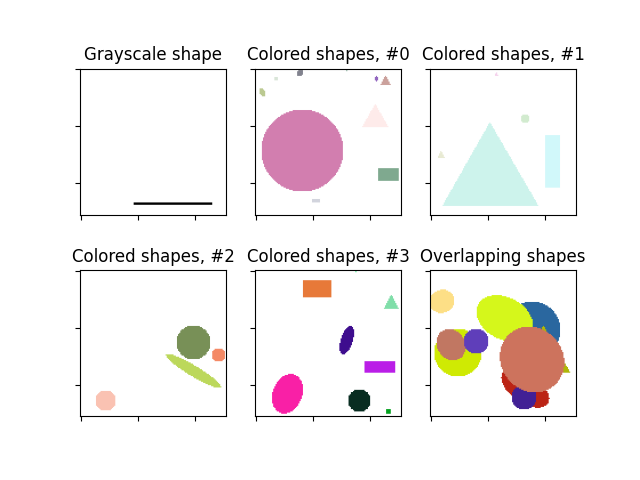 Grayscale shape
Colored shapes, #0
Colored shapes, #1
Colored shapes, #2
Colored shapes, #3
Overlapping shapes